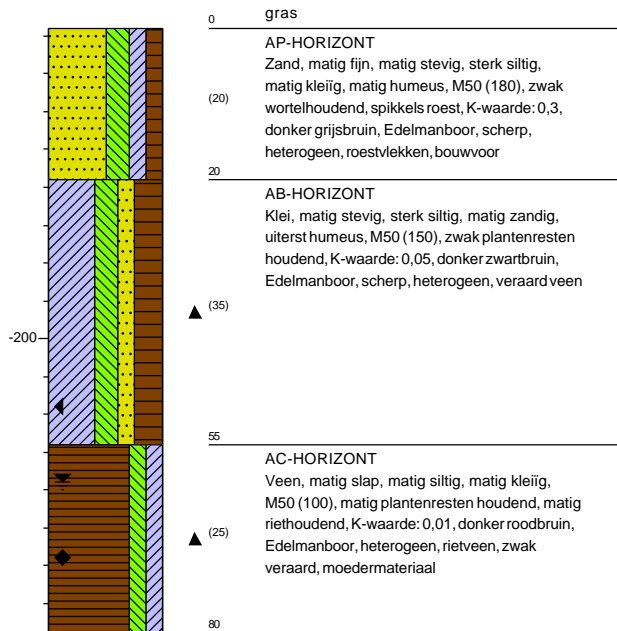 0 gras
AP-HORIZONT
Zand, matig fijn, matig stevig, sterk siltig,
matig kleiïg, matig humeus, M50 (180), zwak
(20) wortelhoudend, spikkels roest, K-waarde: 0,3,
donker grijsbruin, Edelmanboor, scherp,
heterogeen, roestvlekken, bouwvoor
20
AB-HORIZONT
Klei, matig stevig, sterk siltig, matig zandig,
uiterst humeus, M50 (150), zwak plantenresten
houdend, K-waarde: 0,05, donker zwartbruin,
Edelmanboor, scherp, heterogeen, veraard veen
(35)
-200
55
AC-HORIZONT
Veen, matig slap, matig siltig, matig kleiïg,
M50 (100), matig plantenresten houdend, matig
riethoudend, K-waarde: 0,01, donker roodbruin,
(25) Edelmanboor, heterogeen, rietveen, zwak
veraard, moedermateriaal
80